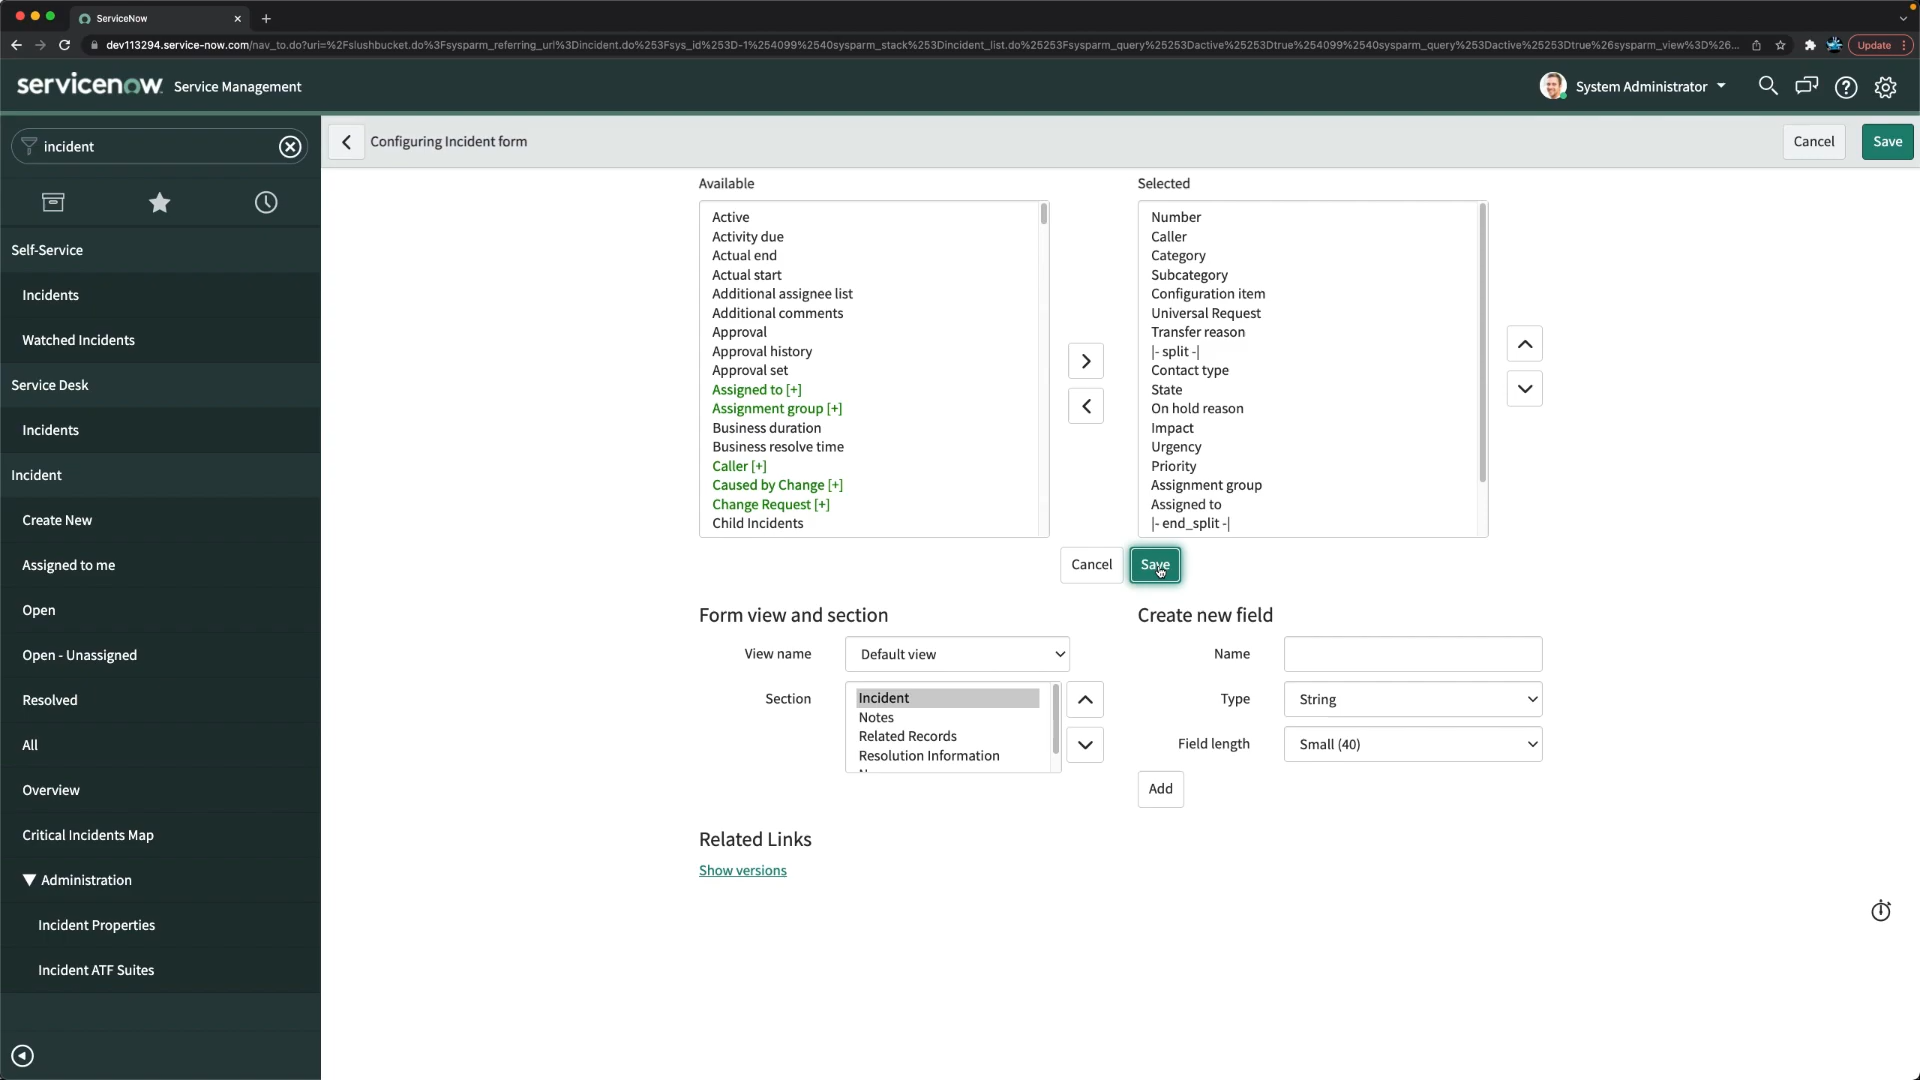 ServiceNow
dev113294.service-now.com/nav_to.do?url=%2Fslushbucket.do%3Fsysparm_referring_url%3Dincident.do%253Fsys_id%253D-1%254099%2540sysparm_stack%253Dincident_list.do%25253Fsysparm_query%25253Dactive%25253Dtrue%254099%2540sysparm_query%253Dactive%25253Dtrue%26sysparm_view%3D%26...
Update
servicenow. Service Management
System Administrator
incident
Configuring Incident form
Cancel
Save
Self-Service
Incidents
Watched Incidents
Service Desk
Incidents
Incident
Create New
Assigned to me
Open
Open - Unassigned
Resolved
All
Overview
Critical Incidents Map
Administration
Incident Properties
Incident ATF Suites
Available
Active
Activity due
Actual end
Actual start
Additional assignee list
Additional comments
Approval
Approval history
Approval set
Assigned to [+]
Assignment group [+]
Business duration
Business resolve time
Caller [+]
Caused by Change [+]
Change Request [+]
Child Incidents
Selected
Number
Caller
Category
Subcategory
Configuration item
Universal Request
Transfer reason
|- split -|
Contact type
State
On hold reason
Impact
Urgency
Priority
Assignment group
Assigned to
|- end_split -|
Cancel
Save
Form view and section
View name
Default view
Section
Incident
Notes
Related Records
Resolution Information
Create new field
Name
Type
String
Field length
Small (40)
Add
Related Links
Show versions